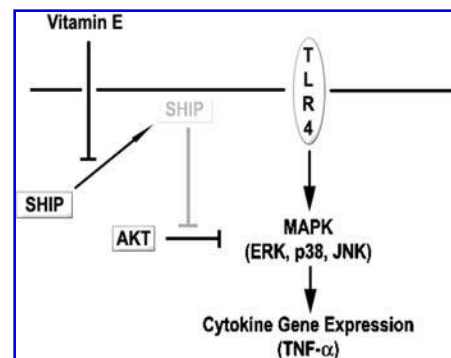 Vitamin E
T
L
R
4
SHIP
SHIP
AKT
MAPK
(ERK, p38, JNK)
Cytokine Gene Expression
(TNF-α)